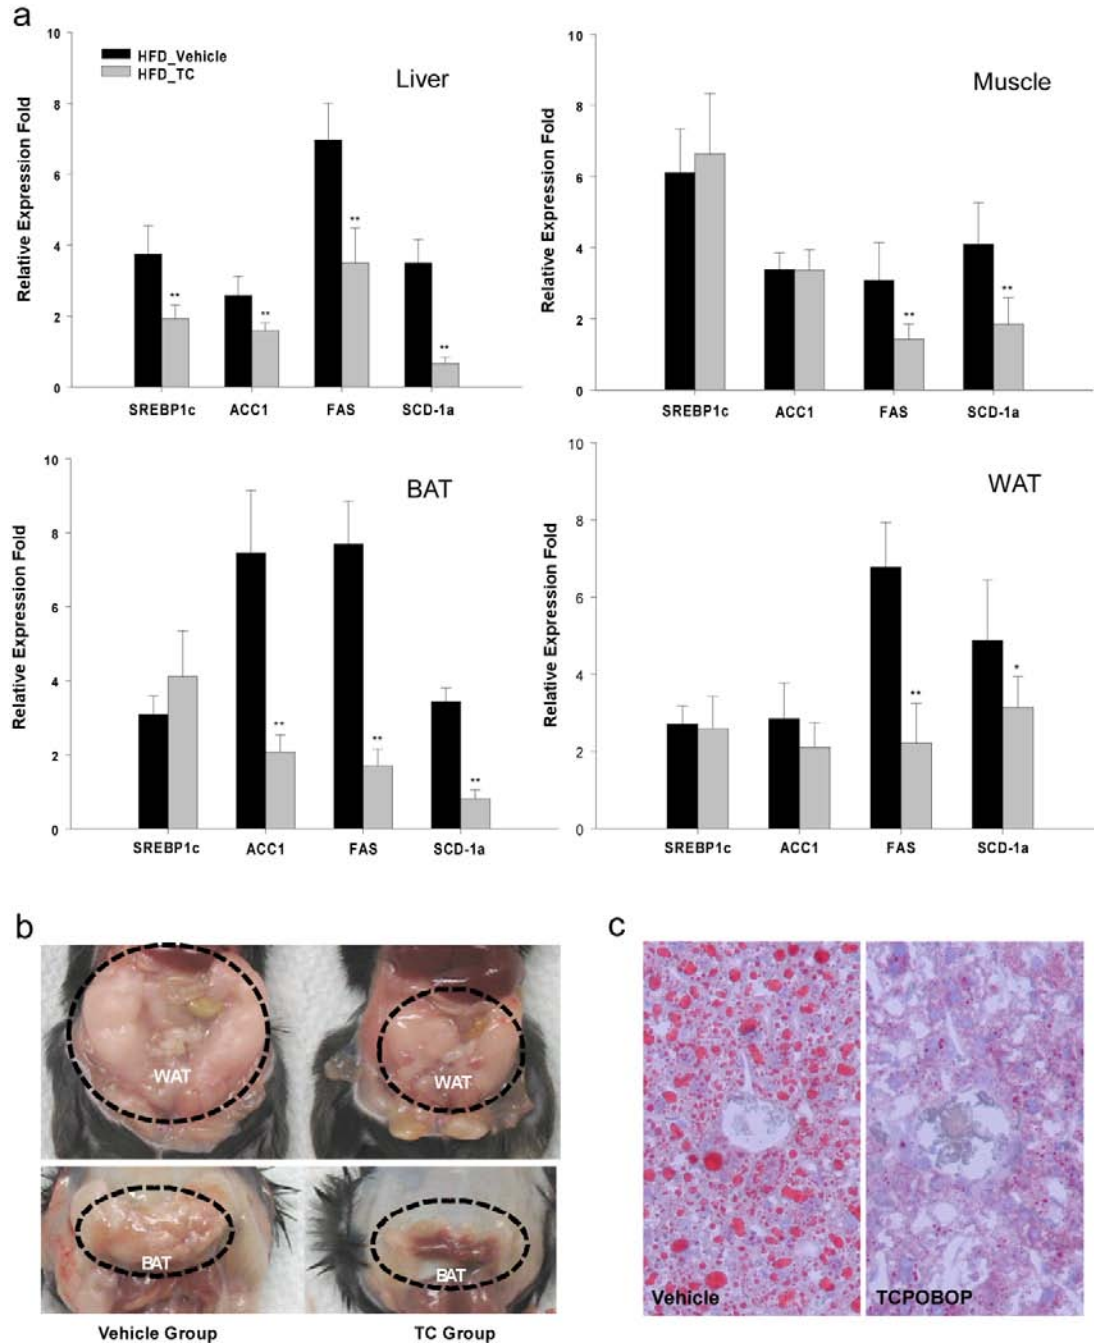 a
HFD_Vehicle
HFD_TC
Liver
Relative Expression Fold
10
8
6
4
2
0
**
**
**
**
SREBP1c ACC1 FAS SCD-1a
Muscle
Relative Expression Fold
10
8
6
4
2
0
**
**
SREBP1c ACC1 FAS SCD-1a
BAT
Relative Expression Fold
10
8
6
4
2
0
**
**
**
SREBP1c ACC1 FAS SCD-1a
WAT
Relative Expression Fold
10
8
6
4
2
0
**
*
SREBP1c ACC1 FAS SCD-1a
b
WAT WAT
BAT BAT
Vehicle Group TC Group
c
Vehicle TCPOBOP